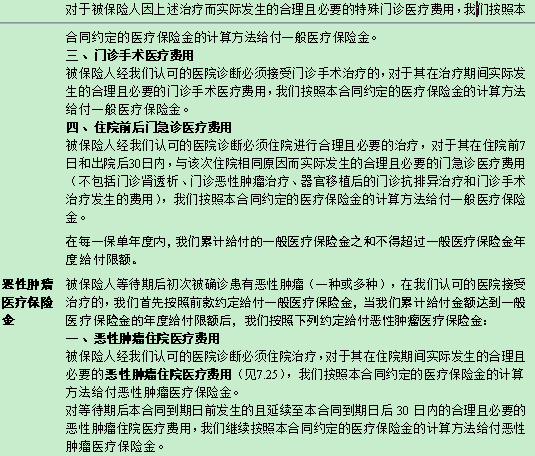 对于被保险人因上述治疗而实际发生的合理且必要的特殊门诊医疗费用，我们按照本
合同约定的医疗保险金的计算方法给付一般医疗保险金。
三、门诊手术医疗费用
被保险人经我们认可的医院诊断必须接受门诊手术治疗的，对于其在治疗期间实际发
生的合理且必要的门诊手术医疗费用，我们按照本合同约定的医疗保险金的计算方法
给付一般医疗保险金。
四、住院前后门急诊医疗费用
被保险人经我们认可的医院诊断必须住院进行合理且必要的治疗，对于其在住院前7
日和出院后30日内，与该次住院相同原因而实际发生的合理且必要的门急诊医疗费用
（不包括门诊肾透析、门诊恶性肿瘤治疗、器官移植后的门诊抗排异治疗和门诊手术
治疗发生的费用），我们按照本合同约定的医疗保险金的计算方法给付一般医疗保险
金。
在每一保单年度内，我们累计给付的一般医疗保险金之和不得超过一般医疗保险金年
度给付限额。
恶性肿瘤
医疗保险
金
被保险人等待期后初次被确诊患有恶性肿瘤（一种或多种），在我们认可的医院接受
治疗的，我们首先按照前款约定给付一般医疗保险金，当我们累计给付金额达到一般
医疗保险金的年度给付限额后，我们按照下列约定给付恶性肿瘤医疗保险金：
一、恶性肿瘤住院医疗费用
被保险人经我们认可的医院诊断必须住院治疗，对于其在住院期间实际发生的合理且
必要的恶性肿瘤住院医疗费用（见7.25），我们按照本合同约定的医疗保险金的计算
方法给付恶性肿瘤医疗保险金。
对等待期后本合同到期日前发生的且延续至本合同到期日后 30 日内的合理且必要的
恶性肿瘤住院医疗费用，我们继续按照本合同约定的医疗保险金的计算方法给付恶性
肿瘤医疗保险金。